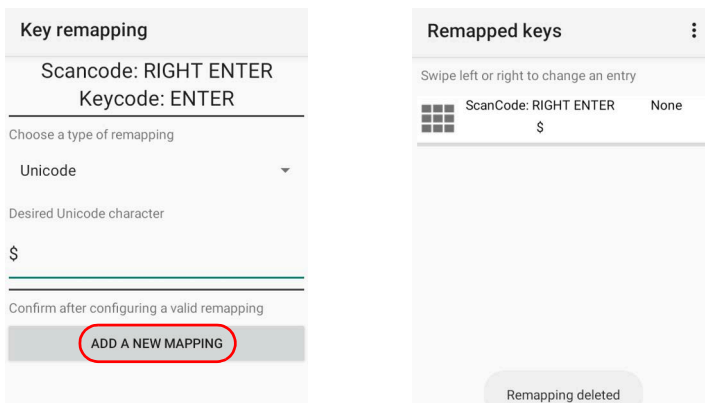 Key remapping
Scancode: RIGHT ENTER
Keycode: ENTER
Choose a type of remapping
Unicode
Desired Unicode character
$
Confirm after configuring a valid remapping
ADD A NEW MAPPING
Remapped keys
Swipe left or right to change an entry
ScanCode: RIGHT ENTER None
$
Remapping deleted